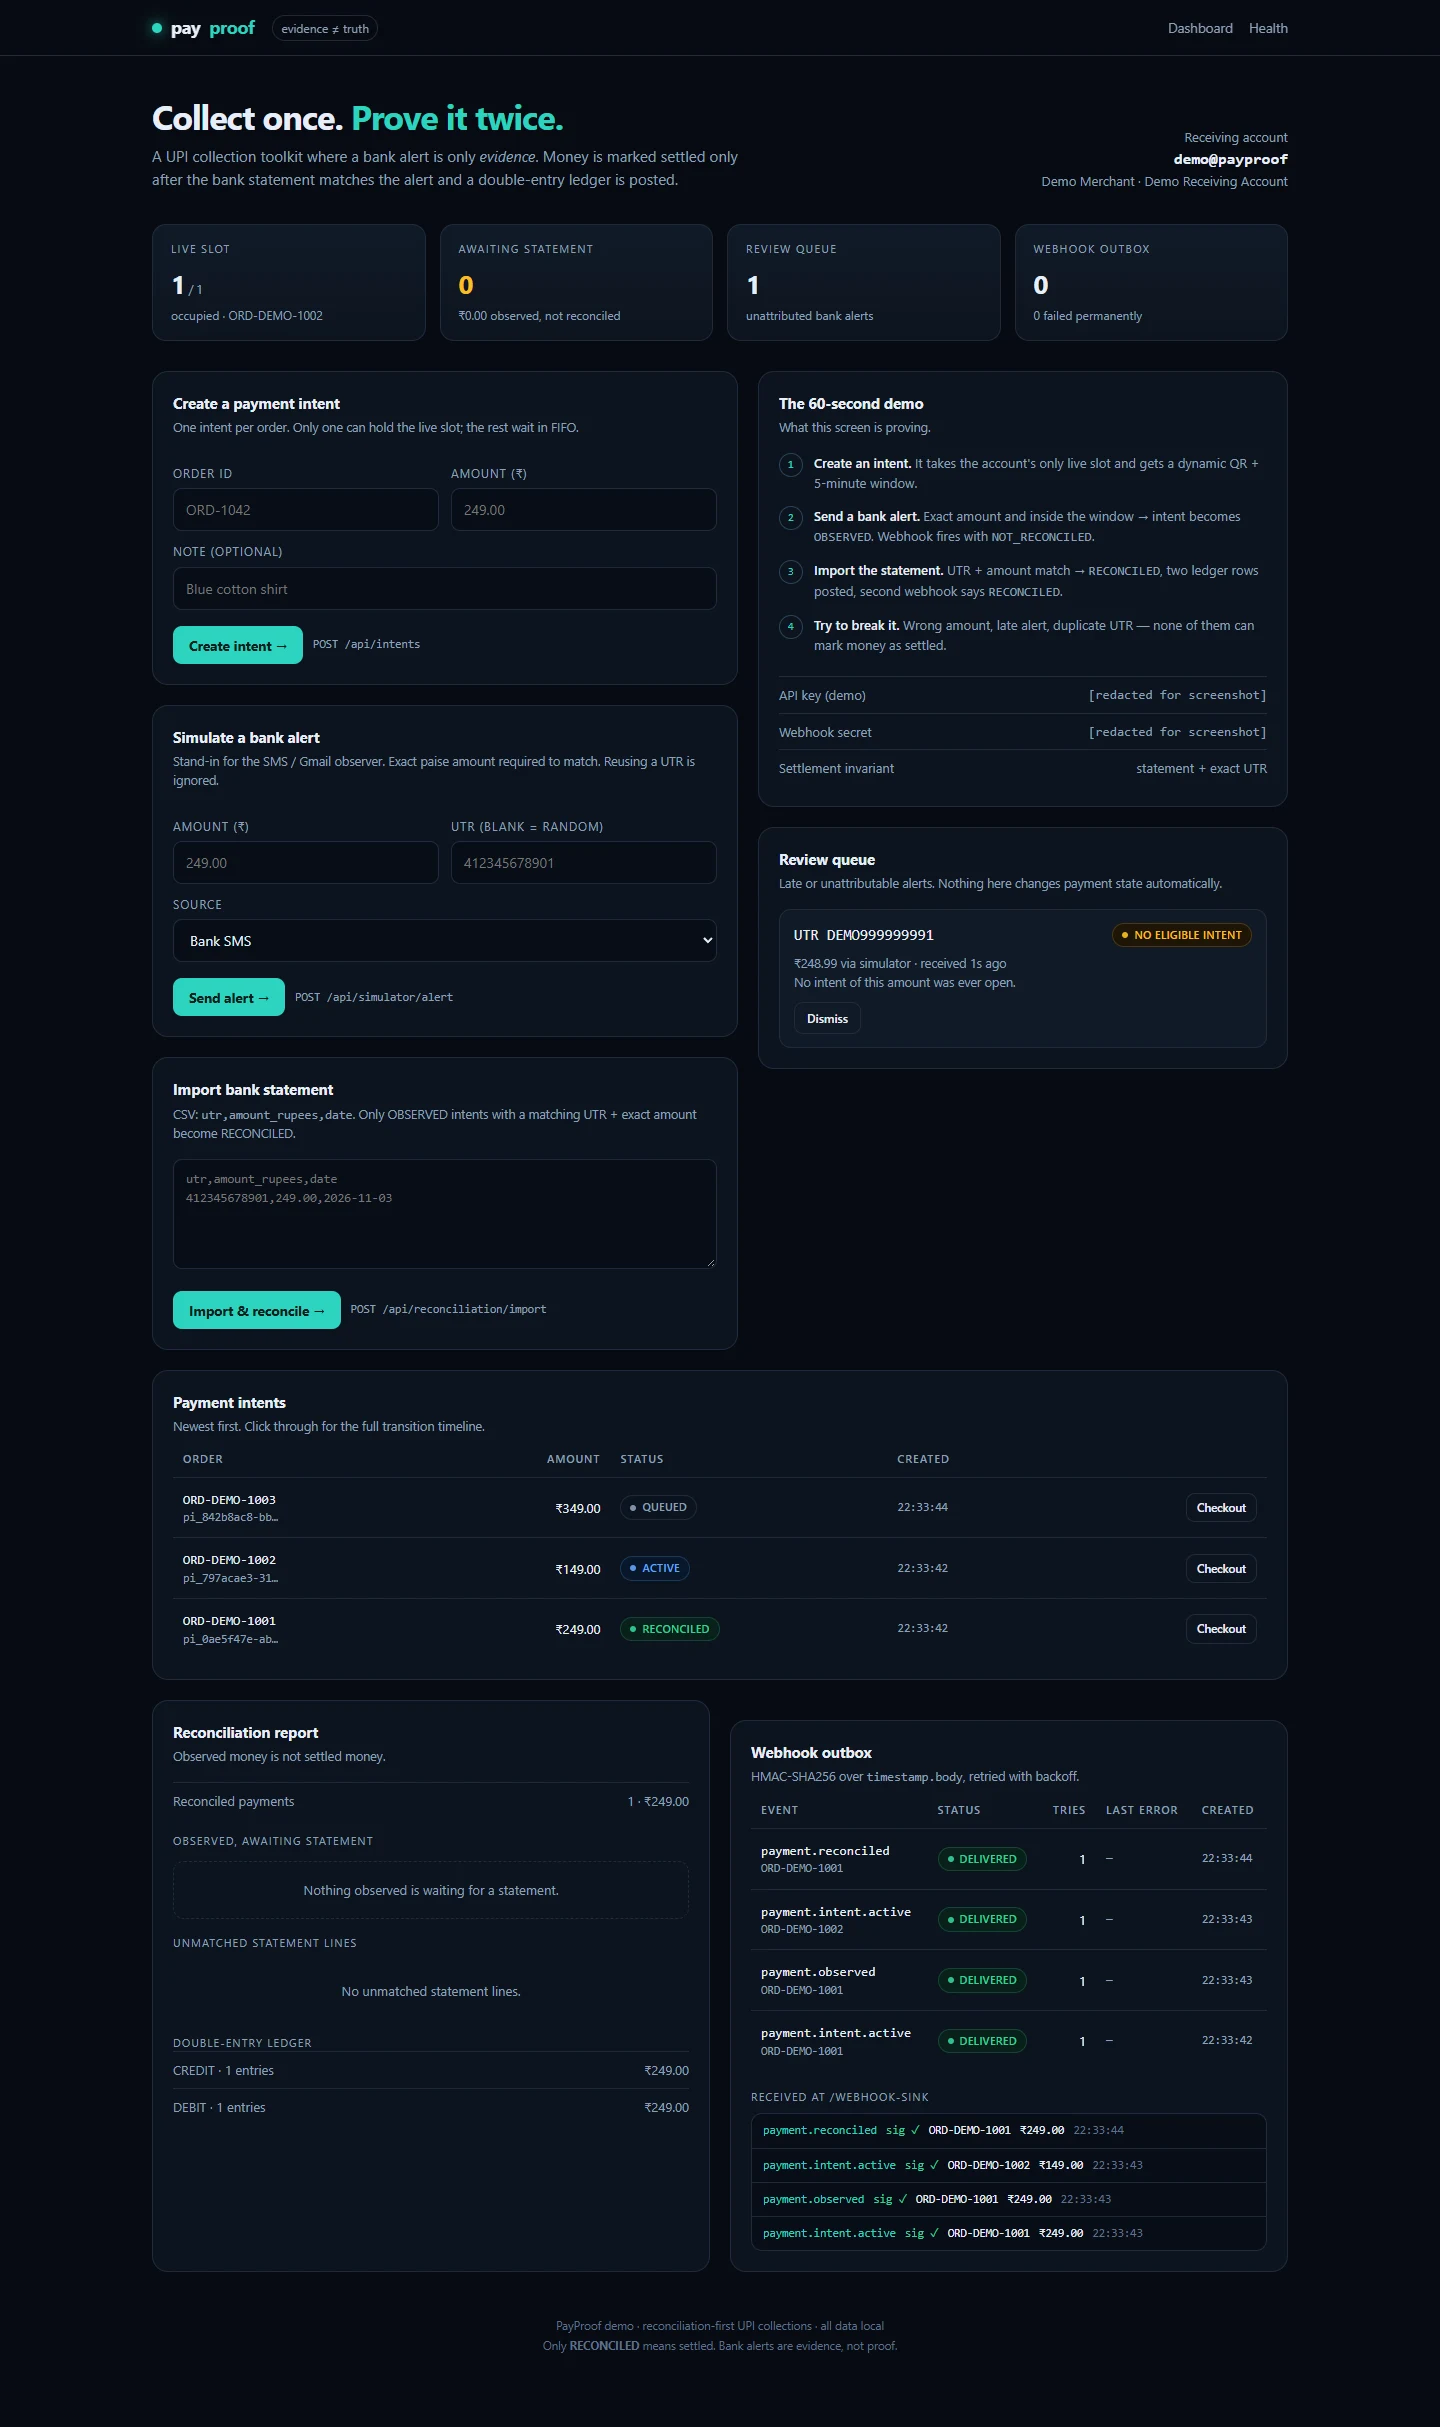 pay proof
evidence ≠ truth
Dashboard
Health
Collect once. Prove it twice.
A UPI collection toolkit where a bank alert is only evidence. Money is marked settled only
after the bank statement matches the alert and a double-entry ledger is posted.
Receiving account
demo@payproof
Demo Merchant · Demo Receiving Account
LIVE SLOT
1 / 1
occupied · ORD-DEMO-1002
AWAITING STATEMENT
0
₹0.00 observed, not reconciled
REVIEW QUEUE
1
unattributed bank alerts
WEBHOOK OUTBOX
0
0 failed permanently
Create a payment intent
One intent per order. Only one can hold the live slot; the rest wait in FIFO.
ORDER ID
AMOUNT (₹)
ORD-1042
249.00
NOTE (OPTIONAL)
Blue cotton shirt
Create intent →
POST /api/intents
Simulate a bank alert
Stand-in for the SMS / Gmail observer. Exact paise amount required to match. Reusing a UTR is
ignored.
AMOUNT (₹)
UTR (BLANK = RANDOM)
249.00
412345678901
SOURCE
Bank SMS
Send alert →
POST /api/simulator/alert
Import bank statement
CSV: utr,amount_rupees,date. Only OBSERVED intents with a matching UTR + exact amount
become RECONCILED.
utr,amount_rupees,date
412345678901,249.00,2026-11-03
Import & reconcile →
POST /api/reconciliation/import
The 60-second demo
What this screen is proving.
1
Create an intent. It takes the account's only live slot and gets a dynamic QR +
5-minute window.
2
Send a bank alert. Exact amount and inside the window → intent becomes
OBSERVED. Webhook fires with NOT_RECONCILED.
3
Import the statement. UTR + amount match → RECONCILED, two ledger rows
posted, second webhook says RECONCILED.
4
Try to break it. Wrong amount, late alert, duplicate UTR — none of them can
mark money as settled.
API key (demo)
[redacted for screenshot]
Webhook secret
[redacted for screenshot]
Settlement invariant
statement + exact UTR
Review queue
Late or unattributable alerts. Nothing here changes payment state automatically.
UTR DEMO999999991
NO ELIGIBLE INTENT
₹248.99 via simulator · received 1s ago
No intent of this amount was ever open.
Dismiss
Payment intents
Newest first. Click through for the full transition timeline.
ORDER AMOUNT STATUS CREATED
ORD-DEMO-1003
pi_842b8ac8-bb…
₹349.00
QUEUED
22:33:44
Checkout
ORD-DEMO-1002
pi_797acae3-31…
₹149.00
ACTIVE
22:33:42
Checkout
ORD-DEMO-1001
pi_0ae5f47e-ab…
₹249.00
RECONCILED
22:33:42
Checkout
Reconciliation report
Observed money is not settled money.
Reconciled payments
1 · ₹249.00
OBSERVED, AWAITING STATEMENT
Nothing observed is waiting for a statement.
UNMATCHED STATEMENT LINES
No unmatched statement lines.
DOUBLE-ENTRY LEDGER
CREDIT · 1 entries
₹249.00
DEBIT · 1 entries
₹249.00
Webhook outbox
HMAC-SHA256 over timestamp.body, retried with backoff.
EVENT STATUS TRIES LAST ERROR CREATED
payment.reconciled
ORD-DEMO-1001
DELIVERED
1
—
22:33:44
payment.intent.active
ORD-DEMO-1002
DELIVERED
1
—
22:33:43
payment.observed
ORD-DEMO-1001
DELIVERED
1
—
22:33:43
payment.intent.active
ORD-DEMO-1001
DELIVERED
1
—
22:33:42
RECEIVED AT /WEBHOOK-SINK
payment.reconciled sig ✓ ORD-DEMO-1001 ₹249.00 22:33:44
payment.intent.active sig ✓ ORD-DEMO-1002 ₹149.00 22:33:43
payment.observed sig ✓ ORD-DEMO-1001 ₹249.00 22:33:43
payment.intent.active sig ✓ ORD-DEMO-1001 ₹249.00 22:33:43
PayProof demo · reconciliation-first UPI collections · all data local
Only RECONCILED means settled. Bank alerts are evidence, not proof.